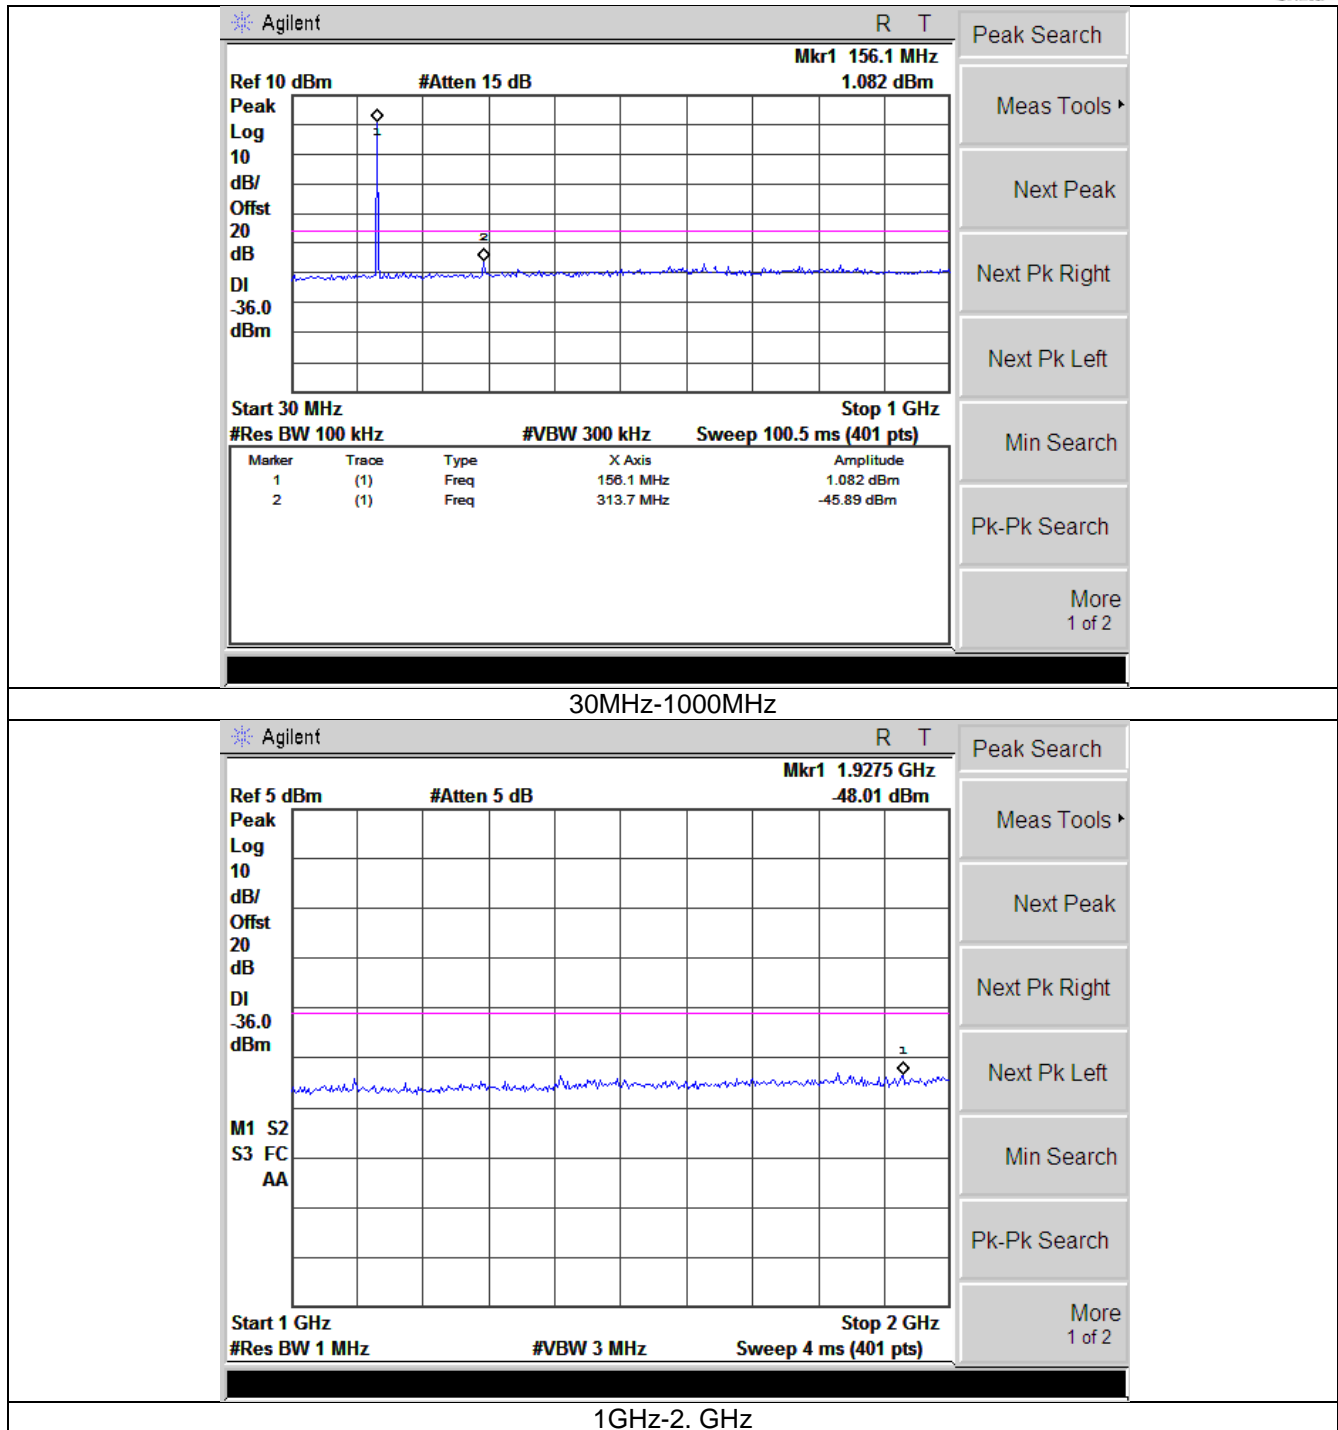 Agilent R T
Peak Search
Mkr1 156.1 MHz
Ref 10 dBm #Atten 15 dB 1.082 dBm
Peak
Log
10
dB/
Offst
20
dB
DI
-36.0
dBm
1
2
Start 30 MHz Stop 1 GHz
#Res BW 100 kHz #VBW 300 kHz Sweep 100.5 ms (401 pts)
Marker Trace Type X Axis Amplitude
1 (1) Freq 156.1 MHz 1.082 dBm
2 (1) Freq 313.7 MHz -45.89 dBm
Meas Tools
Next Peak
Next Pk Right
Next Pk Left
Min Search
Pk-Pk Search
More
1 of 2
30MHz-1000MHz
Agilent R T
Peak Search
Mkr1 1.9275 GHz
Ref 5 dBm #Atten 5 dB -48.01 dBm
Peak
Log
10
dB/
Offst
20
dB
DI
-36.0
dBm
1
M1 S2
S3 FC
AA
Start 1 GHz Stop 2 GHz
#Res BW 1 MHz #VBW 3 MHz Sweep 4 ms (401 pts)
Meas Tools
Next Peak
Next Pk Right
Next Pk Left
Min Search
Pk-Pk Search
More
1 of 2
1GHz-2. GHz